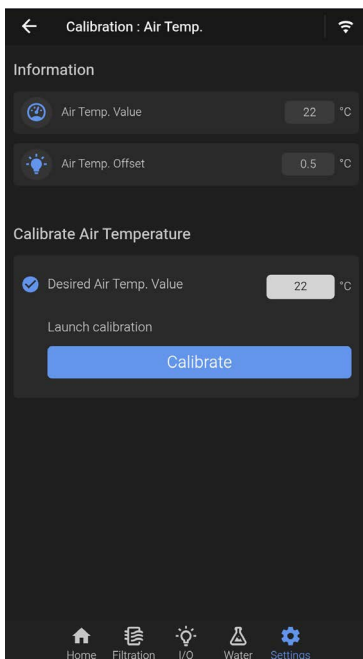 Calibration : Air Temp.
Information
Air Temp. Value 22 °C
Air Temp. Offset 0.5 °C
Calibrate Air Temperature
Desired Air Temp. Value 22 °C
Launch calibration
Calibrate
Home Filtration I/O Water Settings